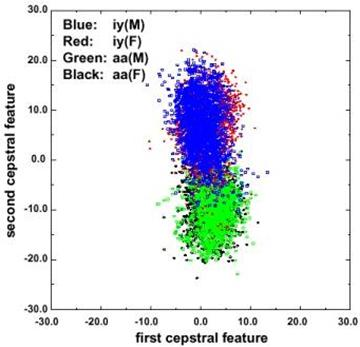 30.0
Blue: iy(M)
Red: iy(F)
Green: aa(M)
Black: aa(F)
20.0
10.0
0.0
-10.0
-20.0
-30.0
second cepstral feature
-30.0 -20.0 -10.0 0.0 10.0 20.0 30.0
first cepstral feature